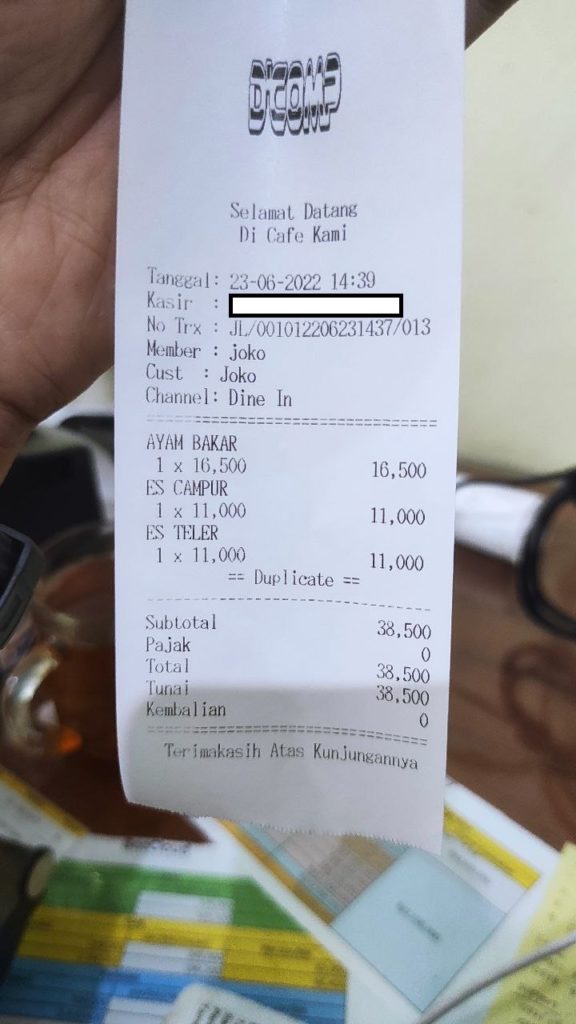 D'COMP
Selamat Datang
Di Cafe Kami
Tanggal: 23-06-2022 14:39
Kasir :
No Trx : JL/001012206231437/013
Member : joko
Cust : Joko
Channel: Dine In
AYAM BAKAR
1 x 16,500 16,500
ES CAMPUR
1 x 11,000 11,000
ES TELER
1 x 11,000 11,000
== Duplicate ==
Subtotal 38,500
Pajak 0
Total 38,500
Tunai 38,500
Kembalian 0
Terimakasih Atas Kunjungannya